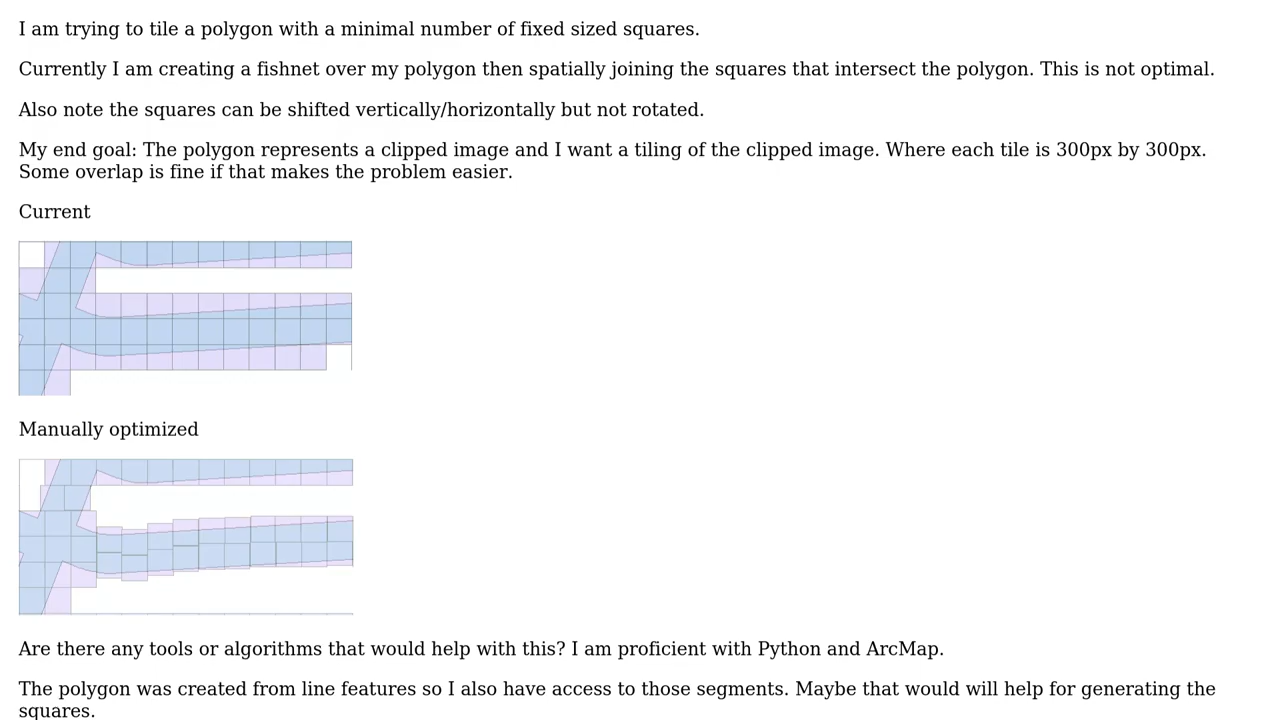 I am trying to tile a polygon with a minimal number of fixed sized squares.
Currently I am creating a fishnet over my polygon then spatially joining the squares that intersect the polygon. This is not optimal.
Also note the squares can be shifted vertically/horizontally but not rotated.
My end goal: The polygon represents a clipped image and I want a tiling of the clipped image. Where each tile is 300px by 300px.
Some overlap is fine if that makes the problem easier.
Current
Manually optimized
Are there any tools or algorithms that would help with this? I am proficient with Python and ArcMap.
The polygon was created from line features so I also have access to those segments. Maybe that would will help for generating the
squares.